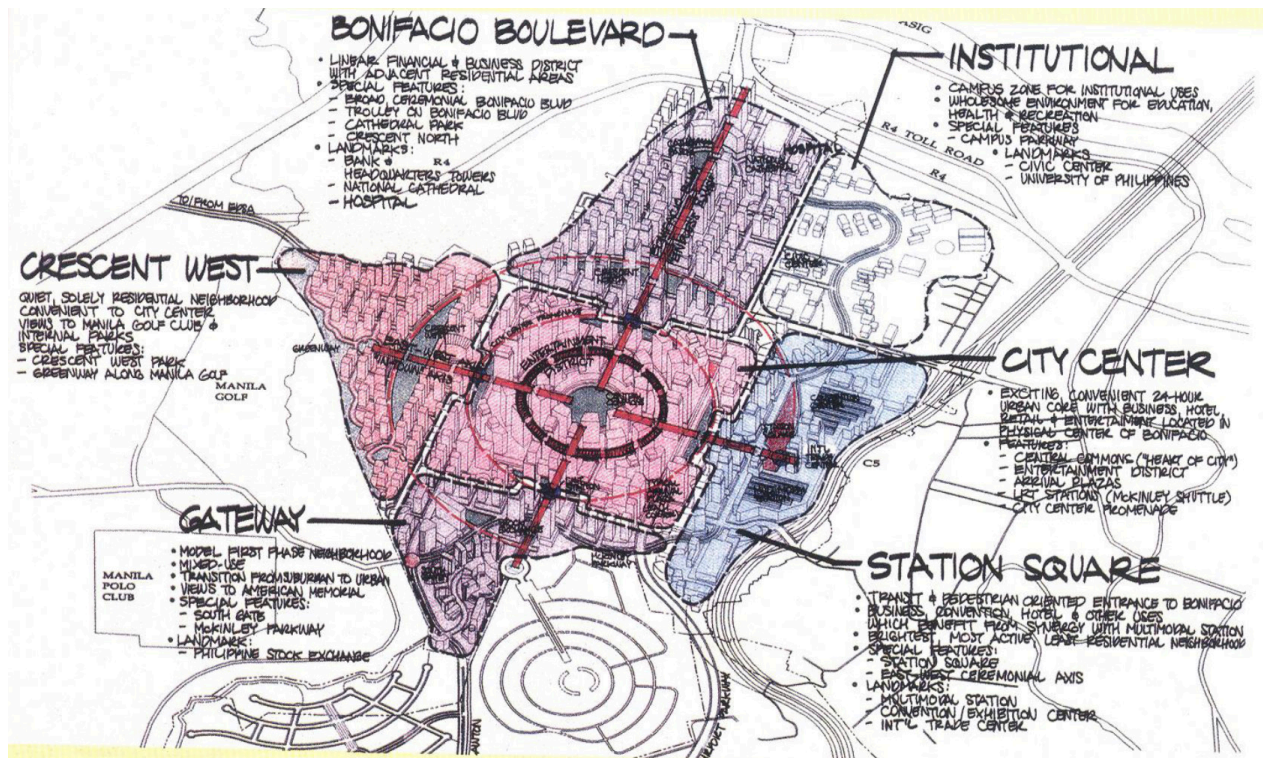 BONIFACIO BOULEVARD
• LINEAR FINANCIAL & BUSINESS DISTRICT
WITH ADJACENT RESIDENTIAL AREAS
• SPECIAL FEATURES:
- BROAD, CEREMONIAL BONIFACIO BLVD
- TROLLEY ON BONIFACIO BLVD
- CATHEDRAL PARK
- CRESCENT NORTH
• LANDMARKS:
- BANK &
HEADQUARTERS TOWERS
- NATIONAL CATHEDRAL
- HOSPITAL
R4
INSTITUTIONAL
• CAMPUS ZONE FOR INSTITUTIONAL USES
• WHOLESOME ENVIRONMENT FOR EDUCATION,
HEALTH & RECREATION
• SPECIAL FEATURES
- CAMPUS PARKWAY
• LANDMARKS
- CIVIC CENTER
- UNIVERSITY OF PHILIPPINES
R4 TOLL ROAD
R4
HOSPITAL
TO/FROM EDSA
CRESCENT WEST
QUIET, SOLELY RESIDENTIAL NEIGHBORHOOD
CONVENIENT TO CITY CENTER
VIEWS TO MANILA GOLF CLUB &
INTERNAL PARKS
SPECIAL FEATURES:
- CRESCENT WEST PARK
- GREENWAY ALONG MANILA GOLF
GREENWAY
MANILA
GOLF
CITY CENTER PROMENADE
ENTERTAINMENT
DISTRICT
CITY CENTER
• EXCITING, CONVENIENT 24-HOUR
URBAN CORE WITH BUSINESS, HOTEL
RETAIL & ENTERTAINMENT LOCATED IN
PHYSICAL CENTER OF BONIFACIO
• FEATURES:
- CENTRAL COMMONS ("HEART OF CITY")
- ENTERTAINMENT DISTRICT
- ARRIVAL PLAZAS
- LRT STATIONS (McKINLEY SHUTTLE)
- CITY CENTER PROMENADE
C5
GATEWAY
• MODEL FIRST PHASE NEIGHBORHOOD
• MIXED-USE
• TRANSITION FROM SUBURBAN TO URBAN
• VIEWS TO AMERICAN MEMORIAL
• SPECIAL FEATURES:
- SOUTH GATE
- McKINLEY PARKWAY
• LANDMARK:
- PHILIPPINE STOCK EXCHANGE
MANILA
POLO
CLUB
STATION SQUARE
• TRANSIT & PEDESTRIAN ORIENTED ENTRANCE TO BONIFACIO
• BUSINESS, CONVENTION, HOTEL & OTHER USES
WHICH BENEFIT FROM SYNERGY WITH MULTIMODAL STATION
• BRIGHTEST, MOST ACTIVE, LEAST RESIDENTIAL NEIGHBORHOOD
• SPECIAL FEATURES:
- STATION SQUARE
- EAST-WEST CEREMONIAL AXIS
• LANDMARKS:
- MULTIMODAL STATION
- CONVENTION/EXHIBITION CENTER
- INT'L TRADE CENTER